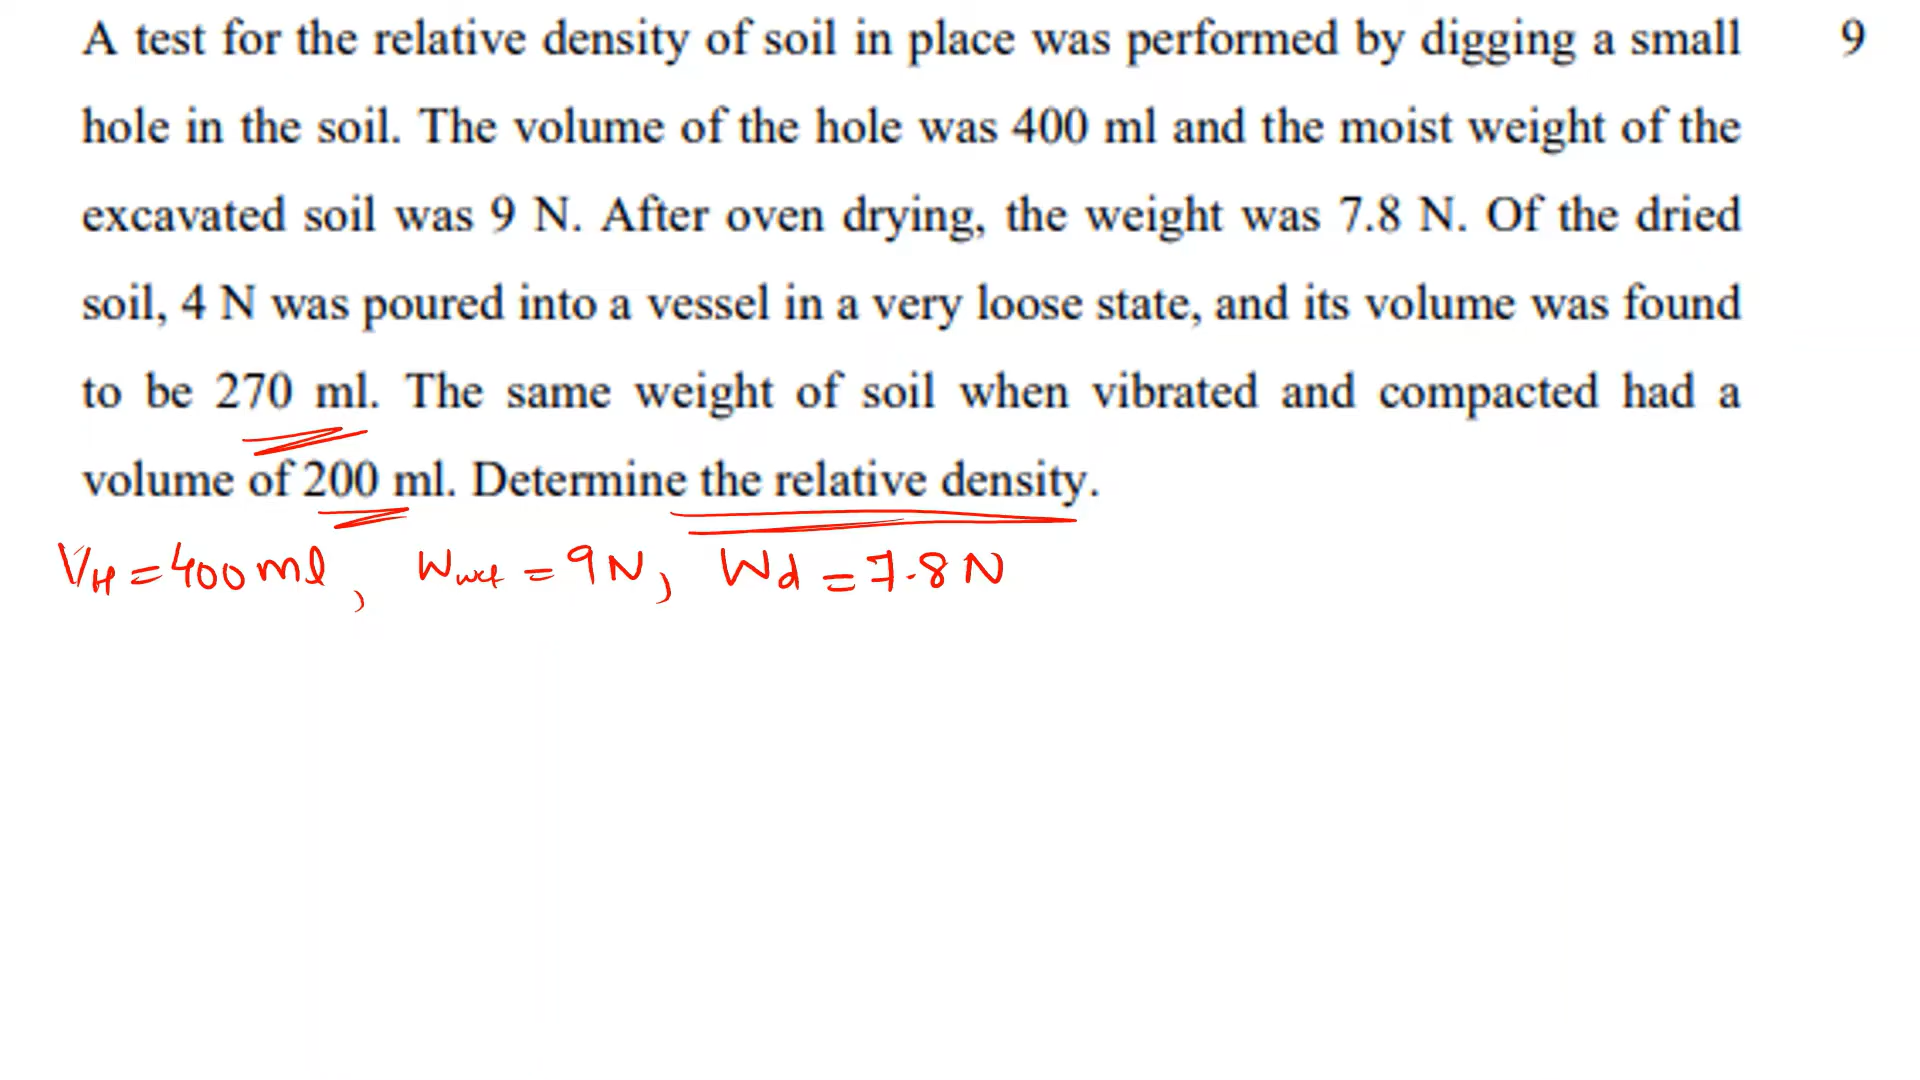 A test for the relative density of soil in place was performed by digging a small 9
hole in the soil. The volume of the hole was 400 ml and the moist weight of the
excavated soil was 9 N. After oven drying, the weight was 7.8 N. Of the dried
soil, 4 N was poured into a vessel in a very loose state, and its volume was found
to be 270 ml. The same weight of soil when vibrated and compacted had a
volume of 200 ml. Determine the relative density.
V_H = 400 ml, W_wet = 9 N, W_d = 7.8 N